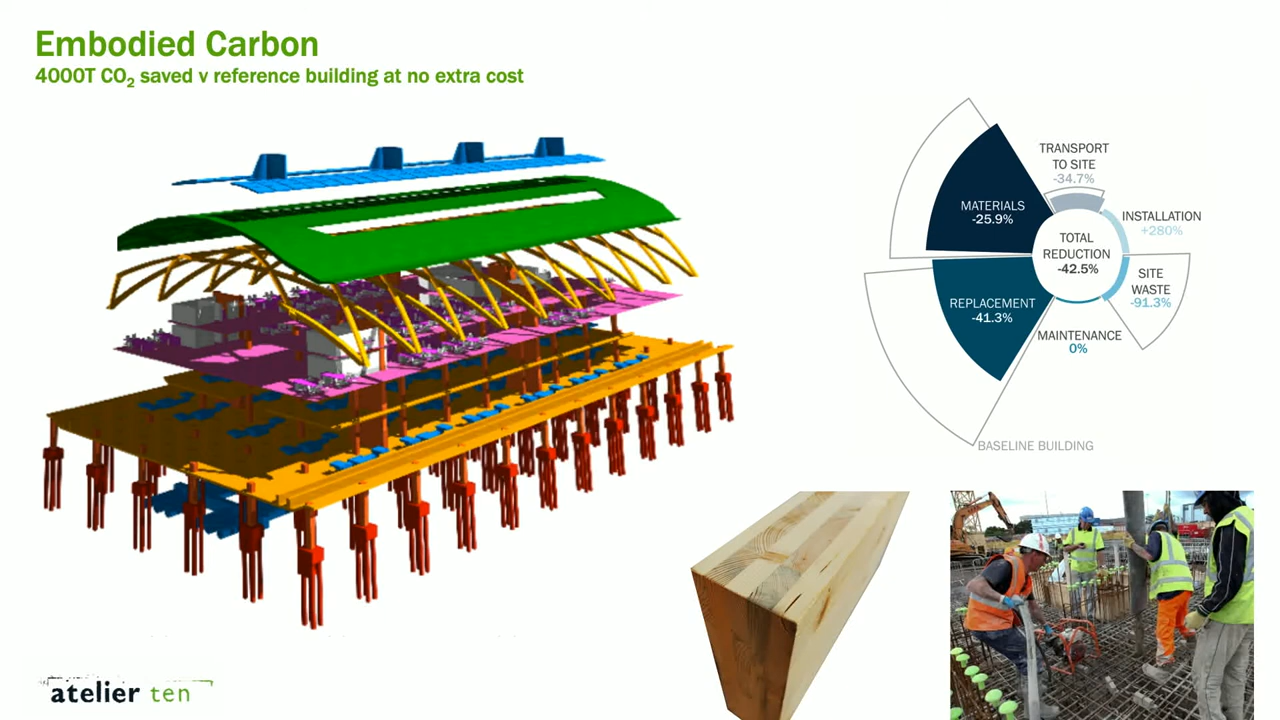 Embodied Carbon
4000T CO₂ saved v reference building at no extra cost
TRANSPORT
TO SITE
-34.7%
MATERIALS
-25.9%
INSTALLATION
+280%
TOTAL
REDUCTION
-42.5%
SITE
WASTE
-91.3%
REPLACEMENT
-41.3%
MAINTENANCE
0%
BASELINE BUILDING
atelier ten